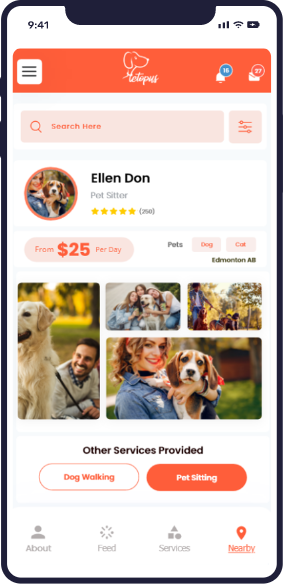 9:41
letopus
15
27
Search Here
Ellen Don
Pet Sitter
(250)
From $25 Per Day
Pets Dog Cat
Edmonton AB
Other Services Provided
Dog Walking Pet Sitting
About Feed Services Nearby